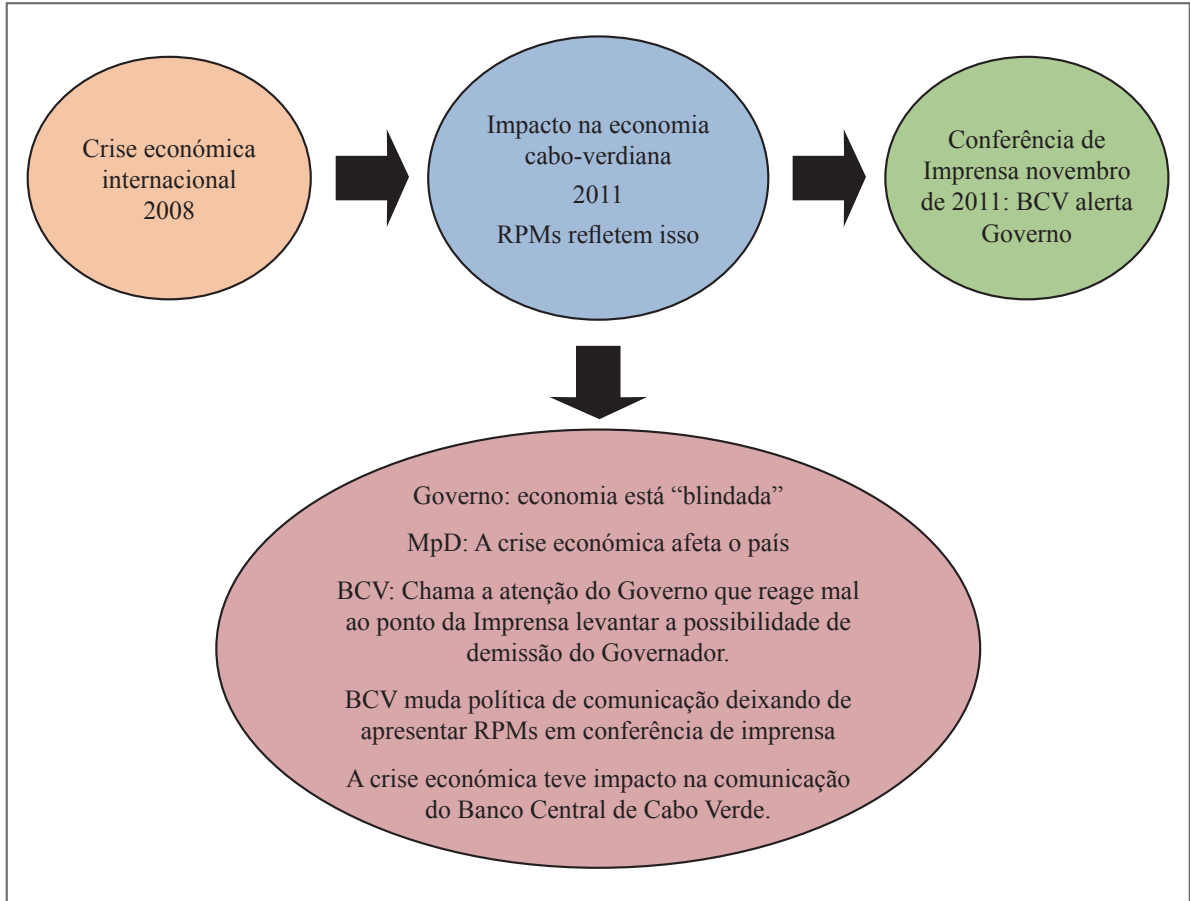 Crise económica
internacional
2008
Impacto na economia
cabo-verdiana
2011
RPMs refletem isso
Conferência de
Imprensa novembro
de 2011: BCV alerta
Governo
Governo: economia está “blindada”
MpD: A crise económica afeta o país
BCV: Chama a atenção do Governo que reage mal
ao ponto da Imprensa levantar a possibilidade de
demissão do Governador.
BCV muda política de comunicação deixando de
apresentar RPMs em conferência de imprensa
A crise económica teve impacto na comunicação
do Banco Central de Cabo Verde.